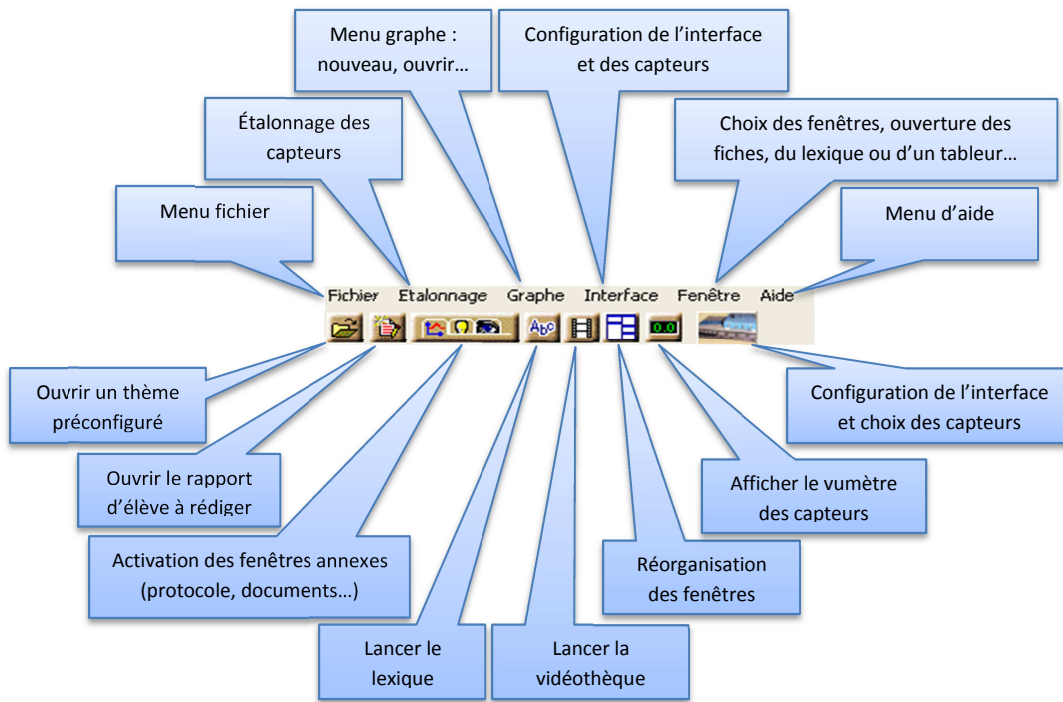 Menu graphe :
nouveau, ouvrir…
Configuration de l’interface
et des capteurs
Étalonnage des
capteurs
Choix des fenêtres, ouverture des
fiches, du lexique ou d’un tableur…
Menu fichier
Menu d’aide
Fichier Etalonnage Graphe Interface Fenêtre Aide
Abc
0.0
Ouvrir un thème
préconfiguré
Configuration de l’interface
et choix des capteurs
Ouvrir le rapport
d’élève à rédiger
Afficher le vumètre
des capteurs
Activation des fenêtres annexes
(protocole, documents…)
Réorganisation
des fenêtres
Lancer le
lexique
Lancer la
vidéothèque